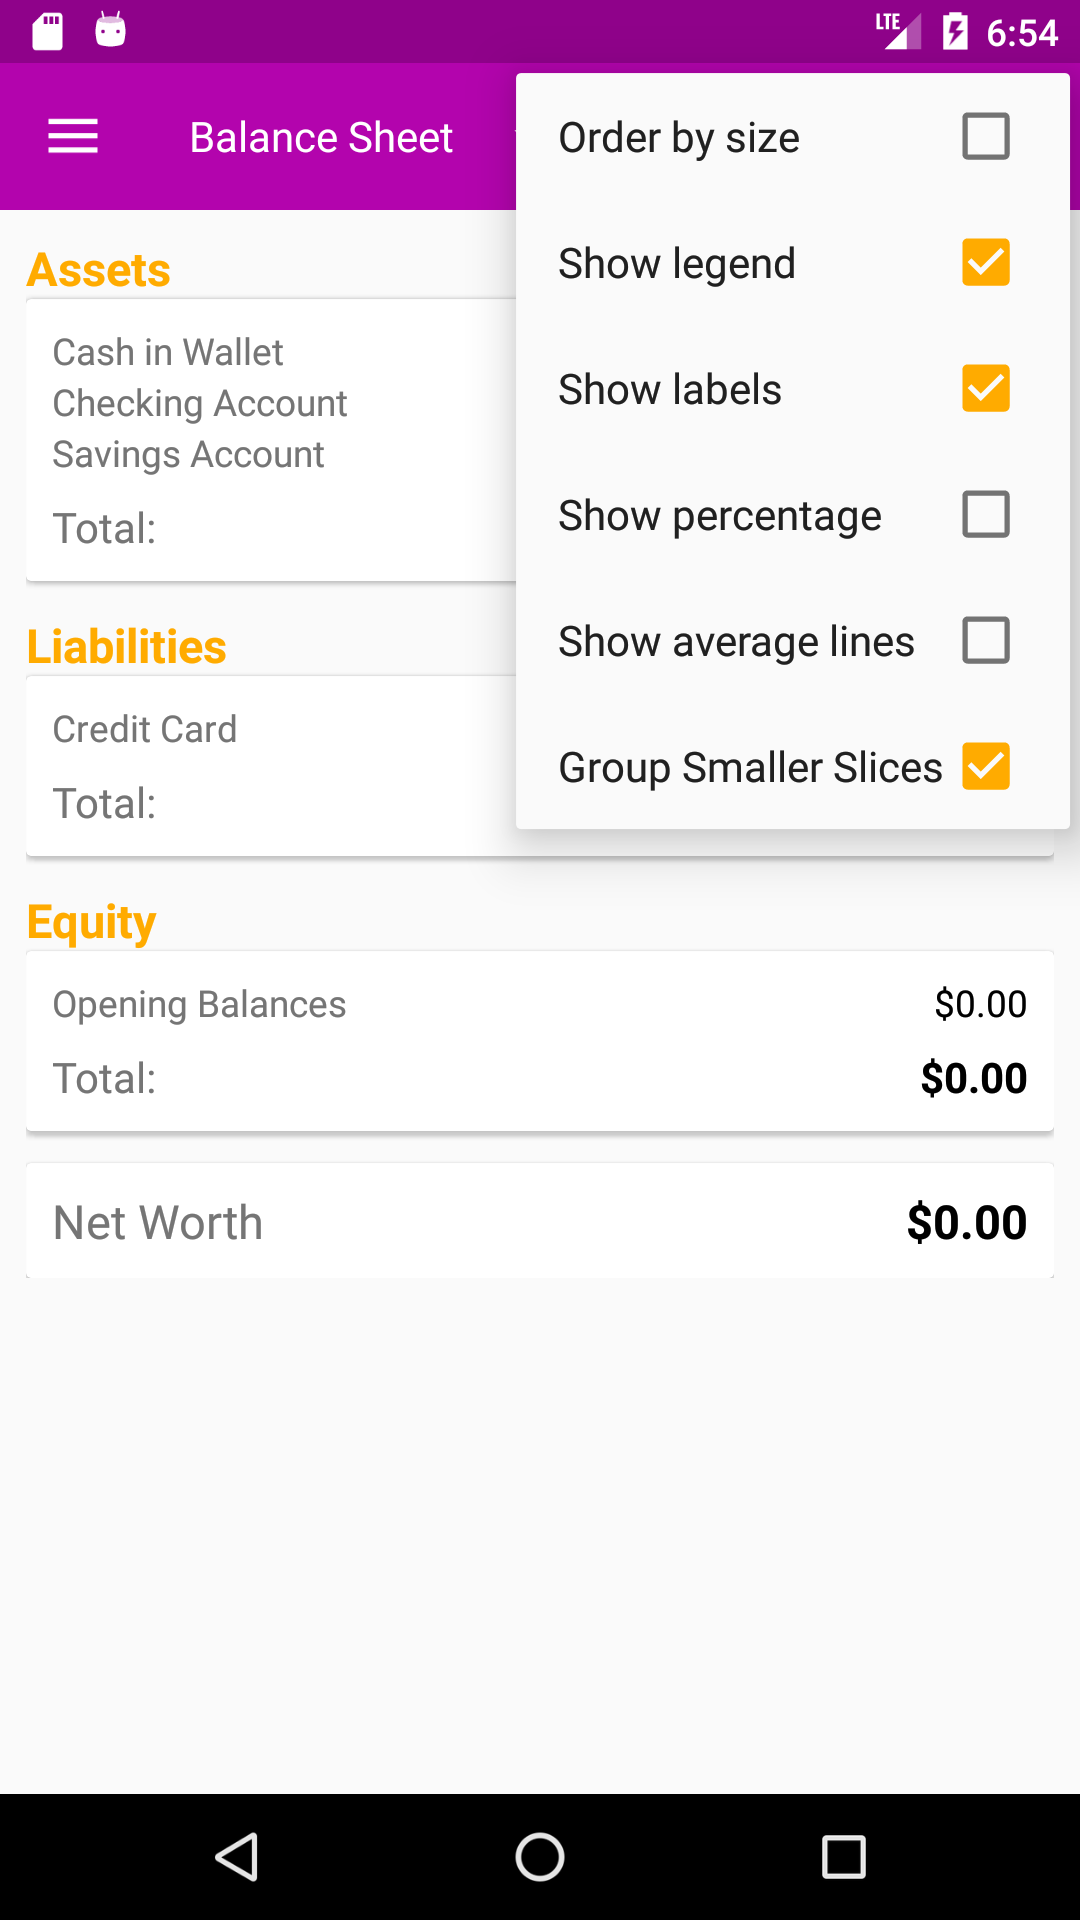 LTE 6:54
Balance Sheet
Order by size
Show legend
Show labels
Show percentage
Show average lines
Group Smaller Slices
Assets
Cash in Wallet
Checking Account
Savings Account
Total:
Liabilities
Credit Card
Total:
Equity
Opening Balances $0.00
Total: $0.00
Net Worth $0.00